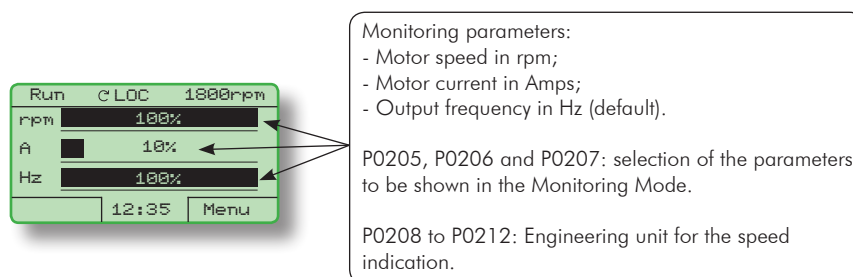 Run ↻LOC 1800rpm
rpm 100%
A 10%
Hz 100%
12:35 Menu
Monitoring parameters:
- Motor speed in rpm;
- Motor current in Amps;
- Output frequency in Hz (default).
P0205, P0206 and P0207: selection of the parameters
to be shown in the Monitoring Mode.
P0208 to P0212: Engineering unit for the speed
indication.